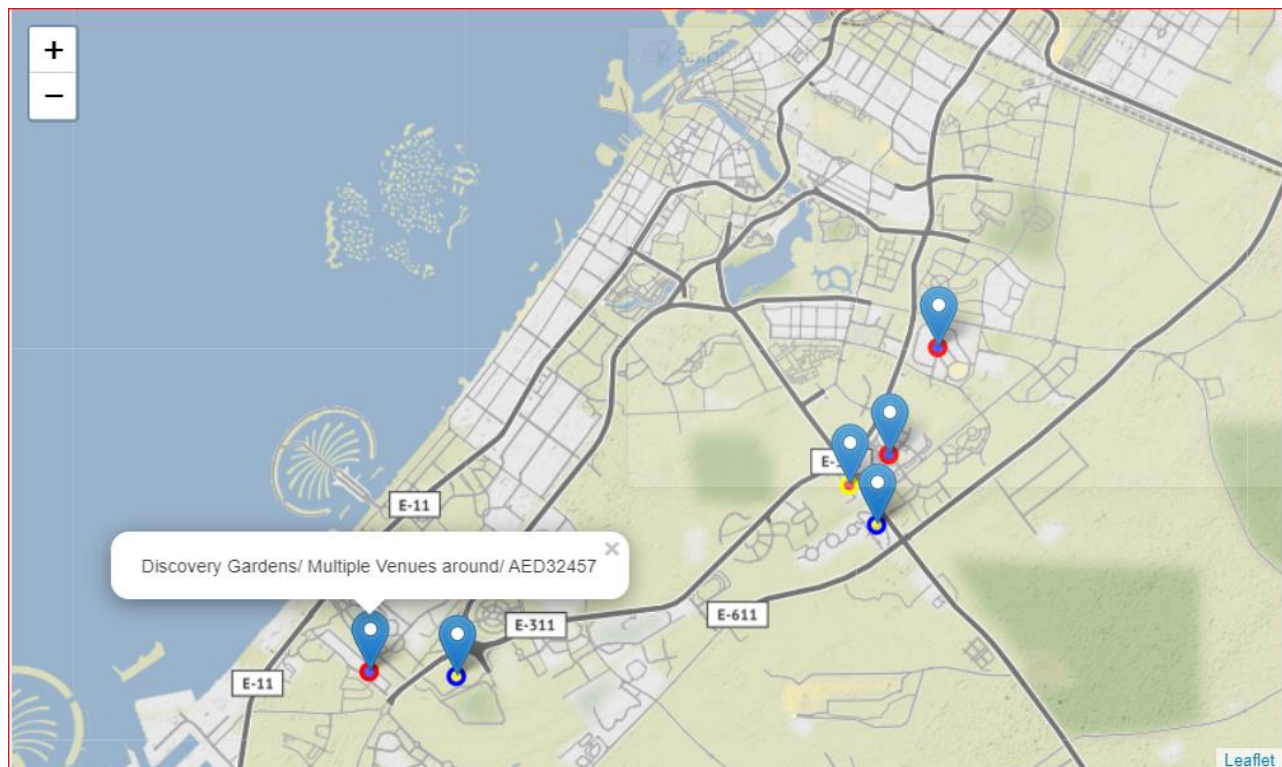 +
−
E-11
Discovery Gardens/ Multiple Venues around/ AED32457
×
E-311
E-611
E-11
Leaflet